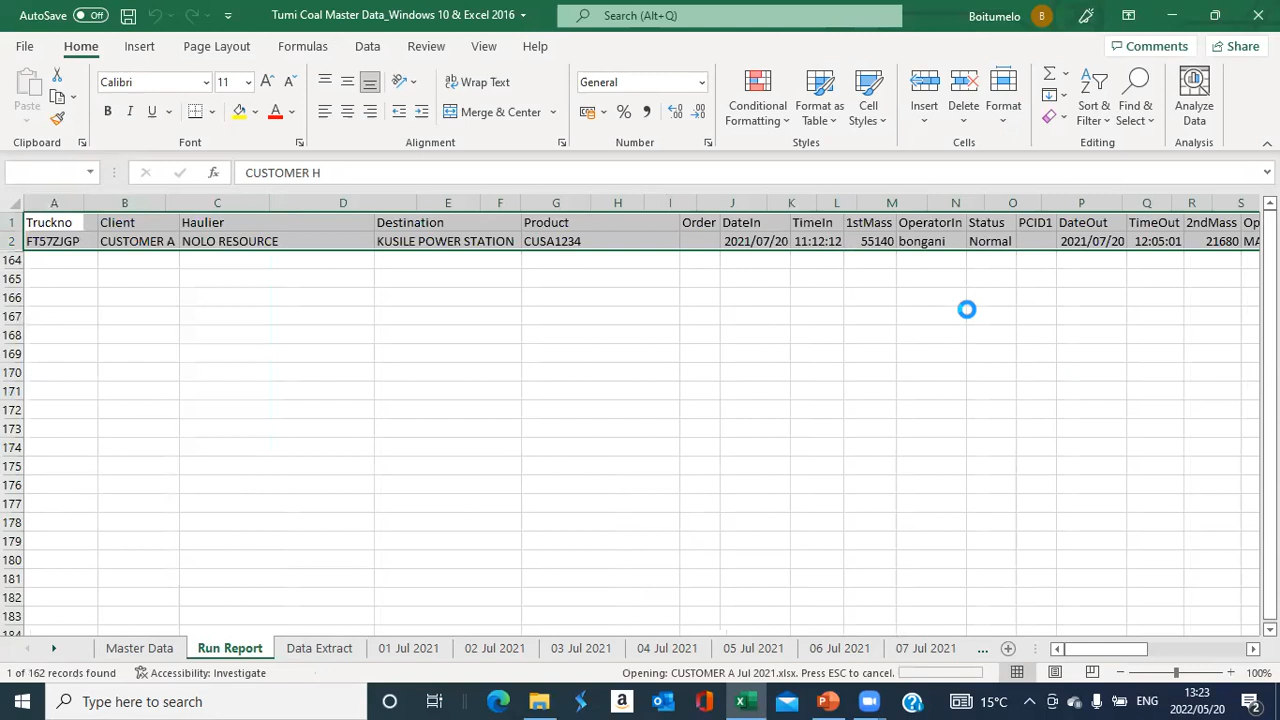 AutoSave Off Tumi Coal Master Data_Windows 10 & Excel 2016 Search (Alt+Q) Boitumelo B
File Home Insert Page Layout Formulas Data Review View Help Comments Share
Paste Calibri 11 B I U Wrap Text Merge & Center General Conditional Formatting Format as Table Cell Styles Insert Delete Format Sort & Filter Find & Select Analyze Data
Clipboard Font Alignment Number Styles Cells Editing Analysis
CUSTOMER H
A B C D E F G H I J K L M N O P Q R S
1 Truckno Client Haulier Destination Product Order DateIn TimeIn 1stMass OperatorIn Status PCID1 DateOut TimeOut 2ndMass Op
2 FT57ZJGP CUSTOMER A NOLO RESOURCE KUSILE POWER STATION CUSA1234 2021/07/20 11:12:12 55140 bongani Normal 2021/07/20 12:05:01 21680 MA
164
165
166
167
168
169
170
171
172
173
174
175
176
177
178
179
180
181
182
183
184
Master Data Run Report Data Extract 01 Jul 2021 02 Jul 2021 03 Jul 2021 04 Jul 2021 05 Jul 2021 06 Jul 2021 07 Jul 2021 ...
1 of 162 records found Accessibility: Investigate Opening: CUSTOMER A Jul 2021.xlsx. Press ESC to cancel. 100%
Type here to search 15°C ENG 13:23 2022/05/20 2